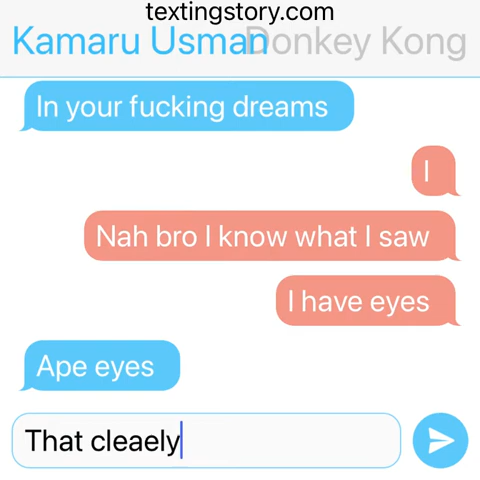 textingstory.com
Kamaru Usman Donkey Kong
In your fucking dreams
I
Nah bro I know what I saw
I have eyes
Ape eyes
That cleaely